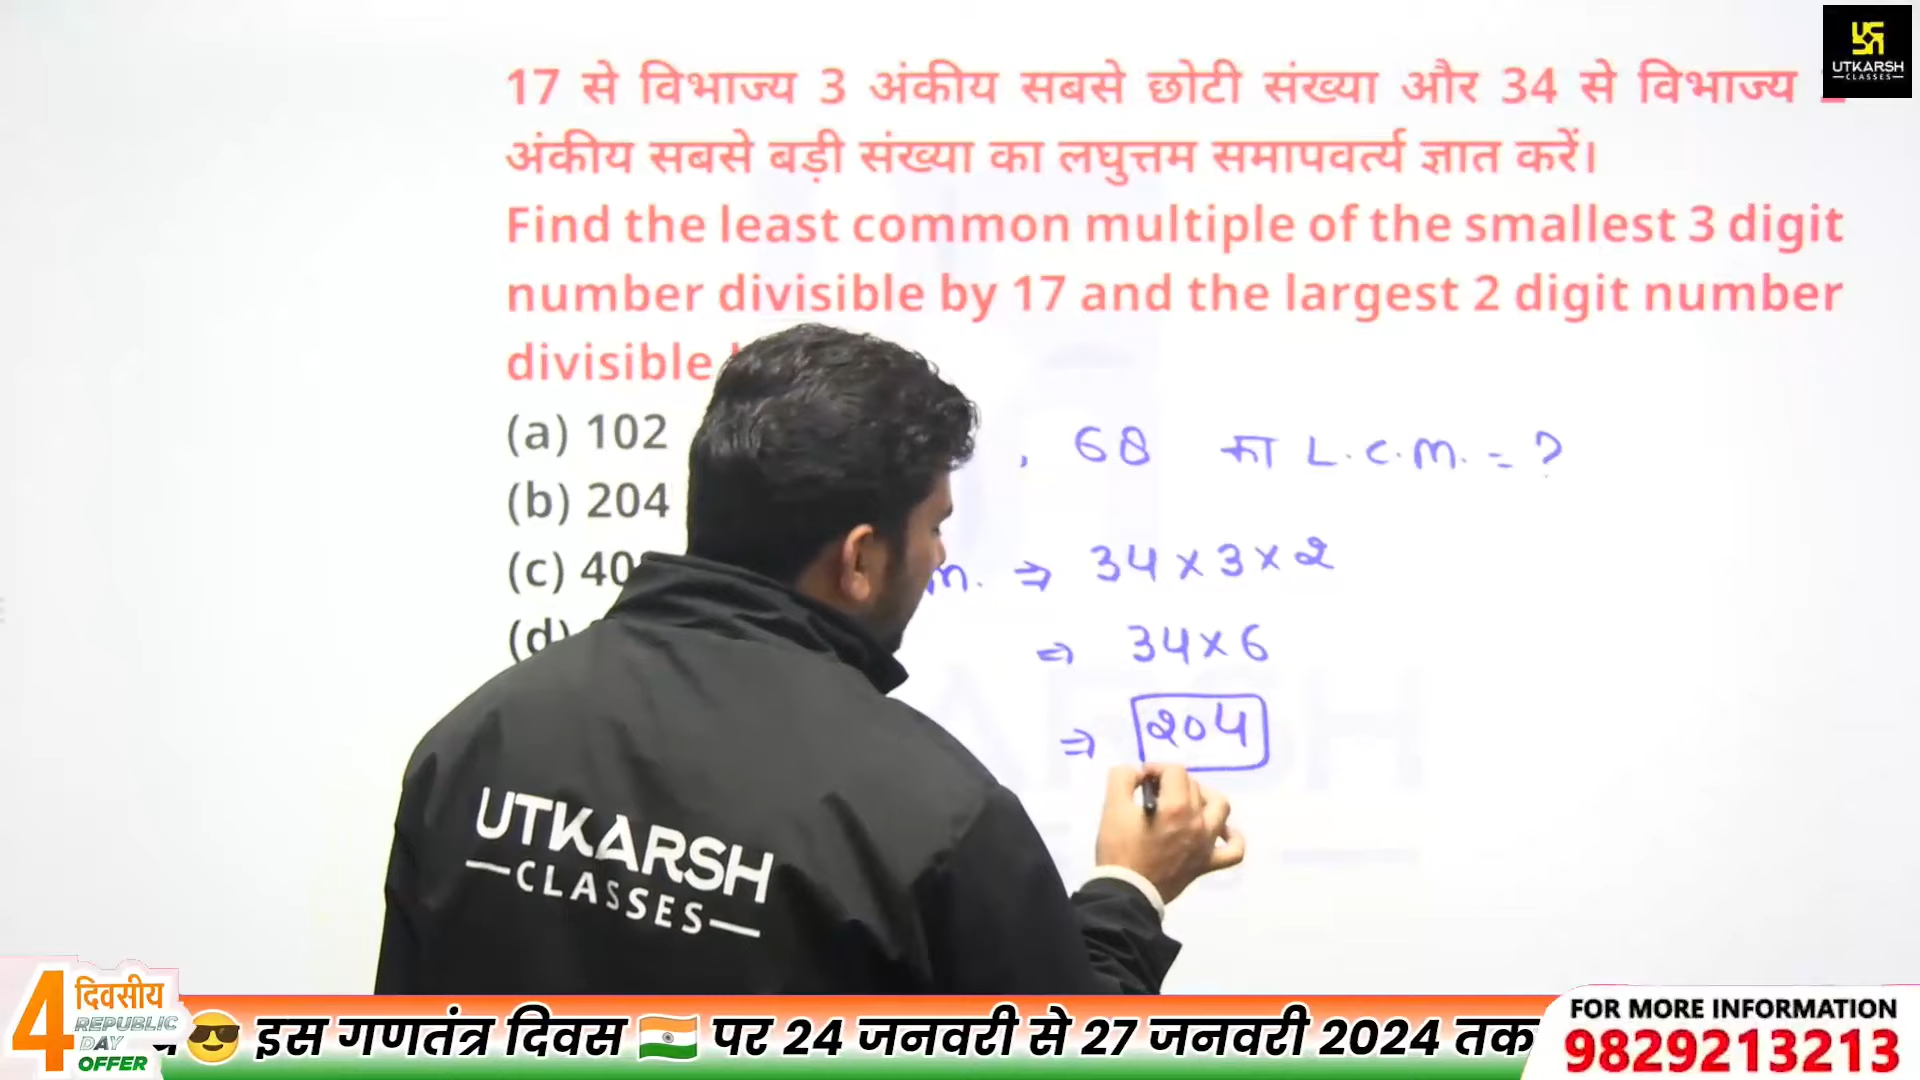 UTKARSH
CLASSES
17 से विभाज्य 3 अंकीय सबसे छोटी संख्या और 34 से विभाज्य
अंकीय सबसे बड़ी संख्या का लघुत्तम समापवर्त्य ज्ञात करें।
Find the least common multiple of the smallest 3 digit
number divisible by 17 and the largest 2 digit number
divisible
(a) 102
, 68 का L.C.M. = ?
(b) 204
(c) 40
m. ⇒ 34 × 3 × 2
(d)
⇒ 34 × 6
⇒ 204
UTKARSH
CLASSES
4 दिवसीय
REPUBLIC
DAY
OFFER
😎 इस गणतंत्र दिवस 🇮🇳 पर 24 जनवरी से 27 जनवरी 2024 तक
FOR MORE INFORMATION
9829213213